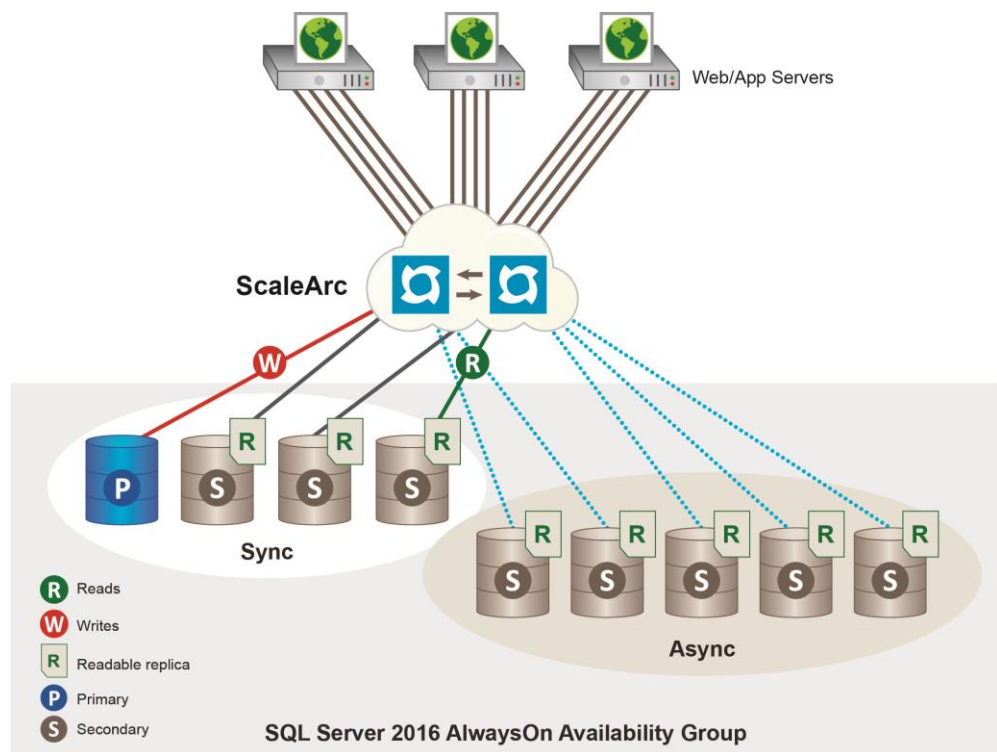 Web/App Servers
ScaleArc
W
R
R
R
R
P
S
S
S
Sync
R
R
R
R
R
S
S
S
S
S
Async
R Reads
W Writes
R Readable replica
P Primary
S Secondary
SQL Server 2016 AlwaysOn Availability Group